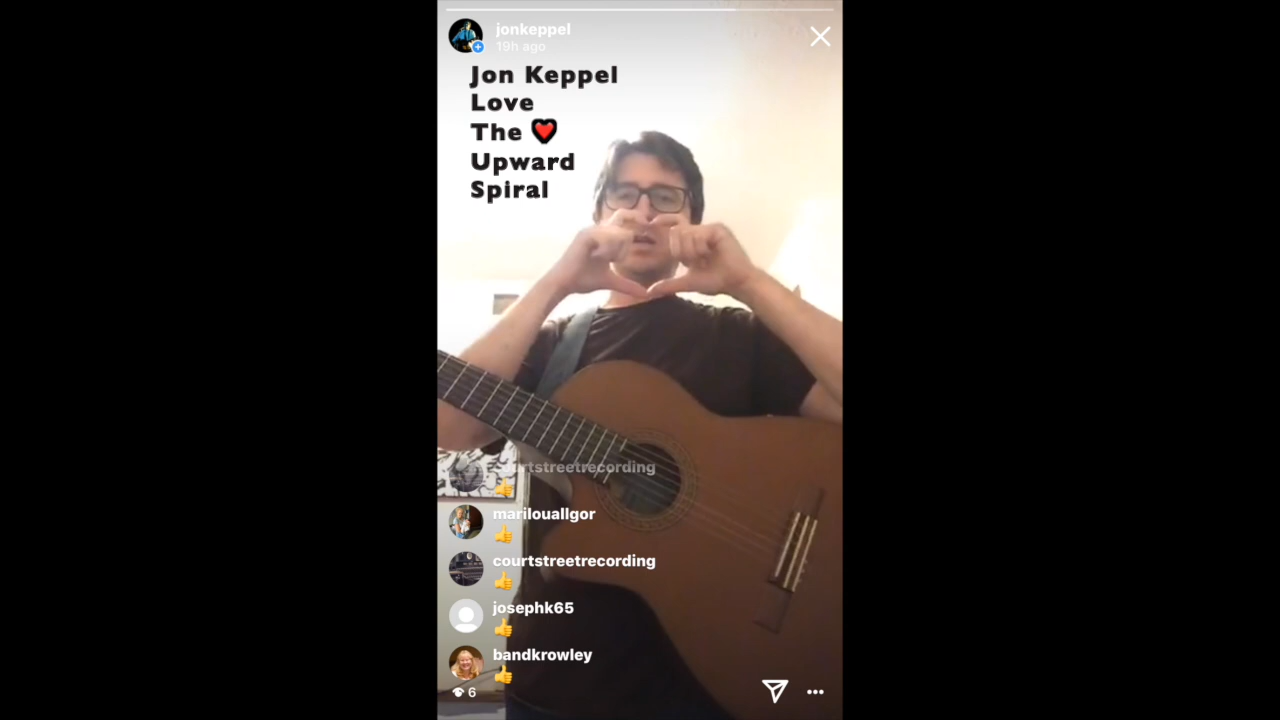 jonkeppel
19h ago
Jon Keppel
Love
The ❤️
Upward
Spiral
courtstreetrecording
👍
marilouallgor
👍
courtstreetrecording
👍
josephk65
👍
bandkrowley
👍
6